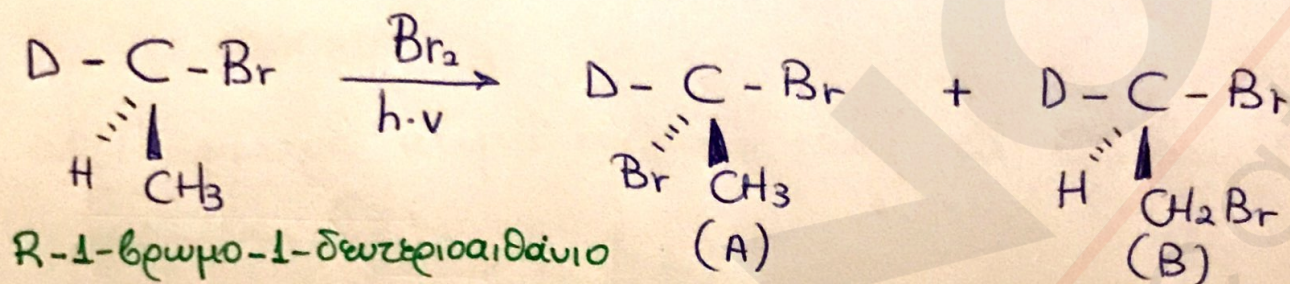 D - C - Br
H
CH3
Br2
h·ν
D - C - Br
Br
CH3
+
D - C - Br
H
CH2Br
R-1-βρωμο-1-δευτεριοαιθάνιο
(A)
(B)